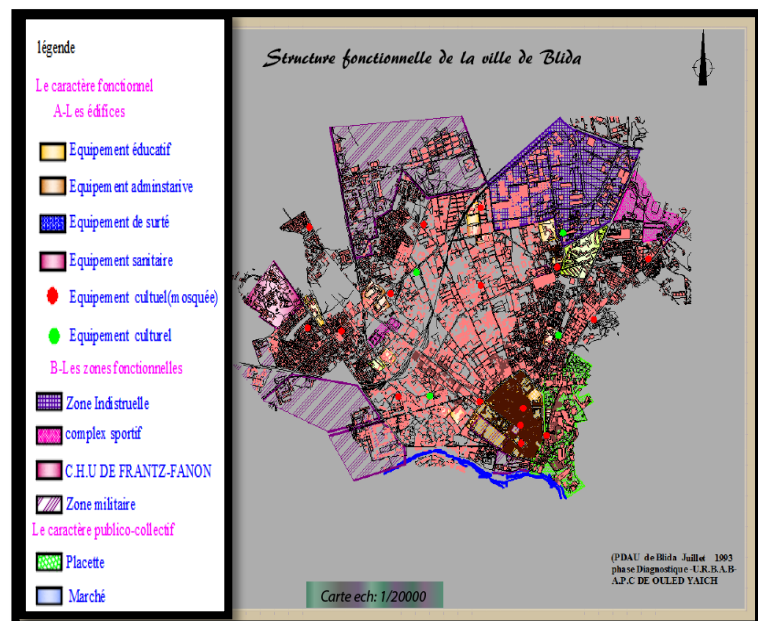 légende
Le caractère fonctionnel
A-Les édifices
Equipement éducatif
Equipement adminstarive
Equipement de surté
Equipement sanitaire
Equipement cultuel(mosquée)
Equipement culturel
B-Les zones fonctionnelles
Zone Indistruelle
complex sportif
C.H.U DE FRANTZ-FANON
Zone militaire
Le caractère publico-collectif
Placette
Marché
Structure fonctionnelle de la ville de Blida
(PDAU de Blida Juillet 1993
phase Diagnostique -U.R.B.A.B-
A.P.C DE OULED YAICH
Carte ech: 1/20000